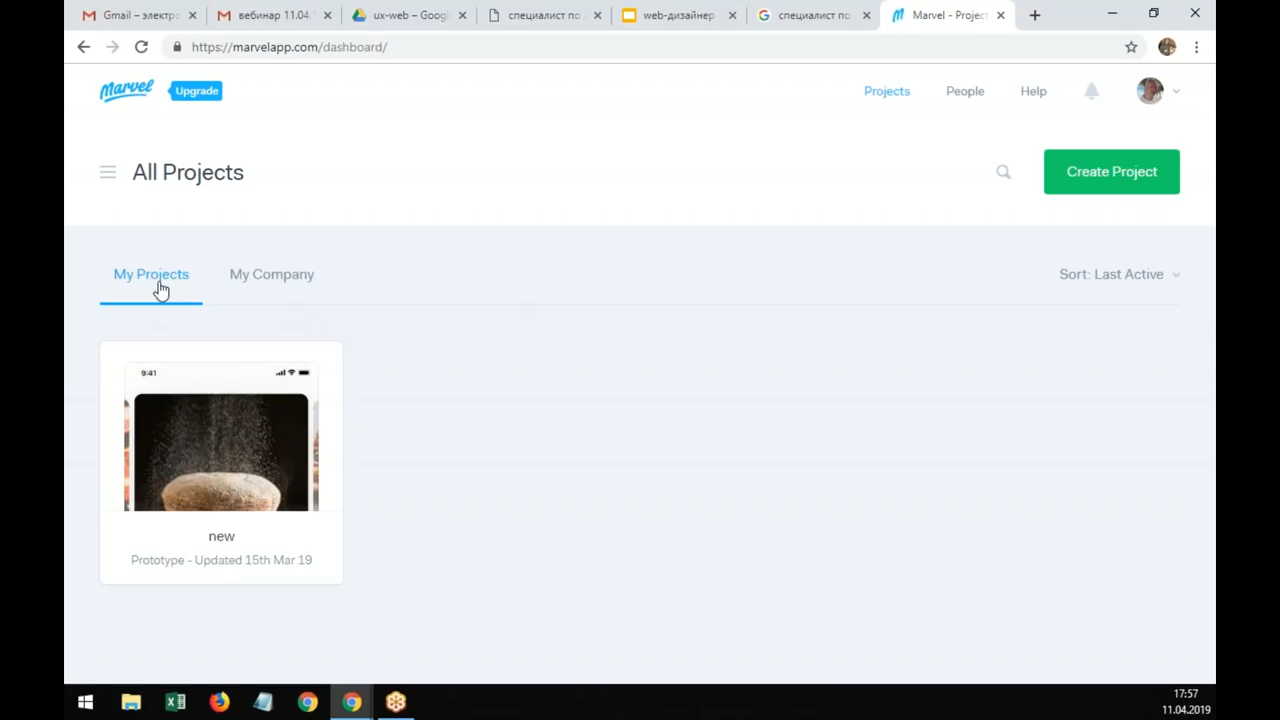 Gmail – электро
вебинар 11.04.
ux-web – Goog
специалист по
web-дизайнер
специалист по
Marvel - Project
https://marvelapp.com/dashboard/
Marvel
Upgrade
Projects
People
Help
All Projects
Create Project
My Projects
My Company
Sort: Last Active
9:41
new
Prototype - Updated 15th Mar 19
17:57
11.04.2019